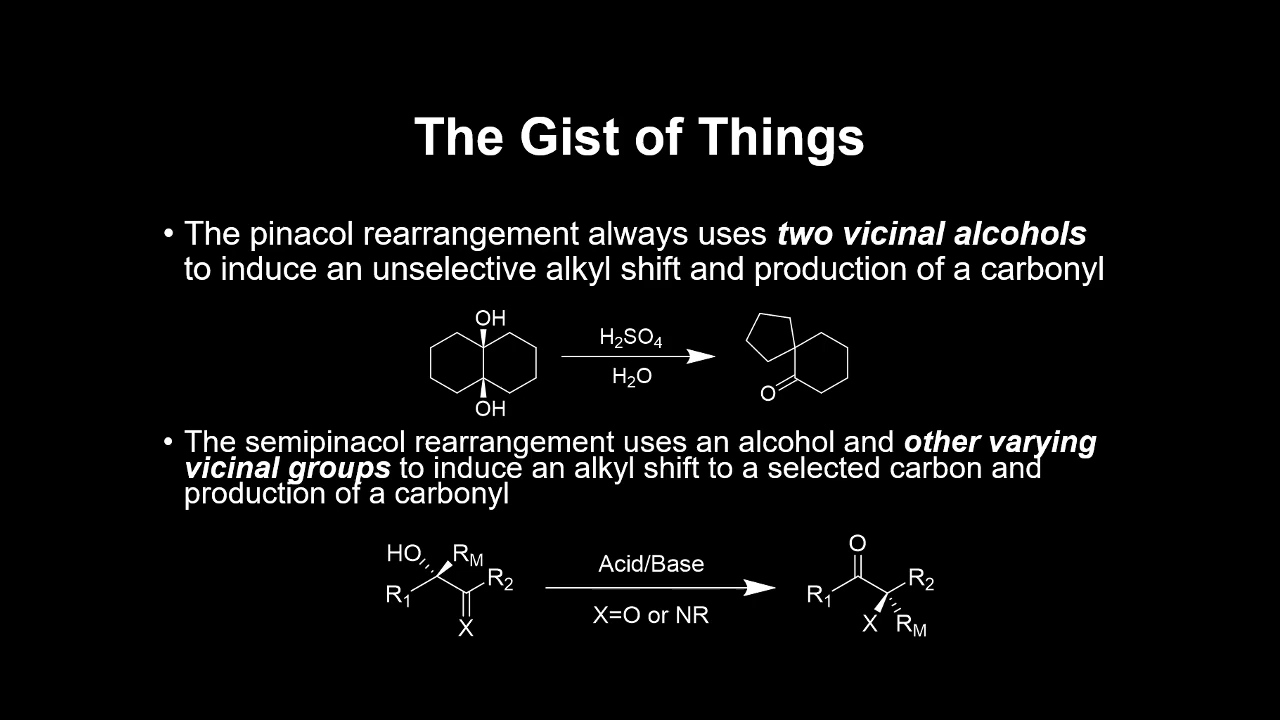 The Gist of Things
• The pinacol rearrangement always uses two vicinal alcohols
to induce an unselective alkyl shift and production of a carbonyl
OH
H₂SO₄
H₂O
O
OH
• The semipinacol rearrangement uses an alcohol and other varying
vicinal groups to induce an alkyl shift to a selected carbon and
production of a carbonyl
HO R_M
R₁ R₂
X
Acid/Base
X=O or NR
O
R₁ R₂
X R_M